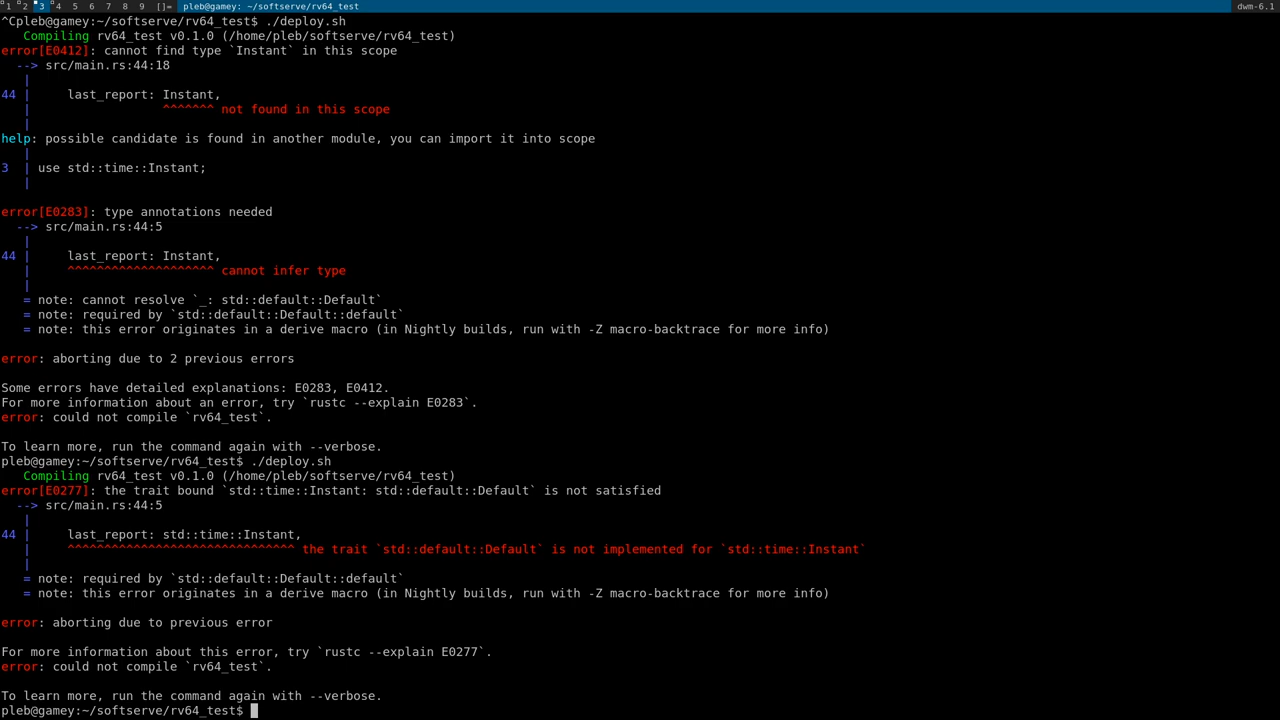 1 2 3 4 5 6 7 8 9 []= pleb@gamey: ~/softserve/rv64_test dwm-6.1
^Cpleb@gamey:~/softserve/rv64_test$ ./deploy.sh
   Compiling rv64_test v0.1.0 (/home/pleb/softserve/rv64_test)
error[E0412]: cannot find type `Instant` in this scope
  --> src/main.rs:44:18
   |
44 |     last_report: Instant,
   |                  ^^^^^^^ not found in this scope
   |
help: possible candidate is found in another module, you can import it into scope
   |
3  | use std::time::Instant;
   |

error[E0283]: type annotations needed
  --> src/main.rs:44:5
   |
44 |     last_report: Instant,
   |     ^^^^^^^^^^^^^^^^^^^^ cannot infer type
   |
   = note: cannot resolve `_: std::default::Default`
   = note: required by `std::default::Default::default`
   = note: this error originates in a derive macro (in Nightly builds, run with -Z macro-backtrace for more info)

error: aborting due to 2 previous errors

Some errors have detailed explanations: E0283, E0412.
For more information about an error, try `rustc --explain E0283`.
error: could not compile `rv64_test`.

To learn more, run the command again with --verbose.
pleb@gamey:~/softserve/rv64_test$ ./deploy.sh
   Compiling rv64_test v0.1.0 (/home/pleb/softserve/rv64_test)
error[E0277]: the trait bound `std::time::Instant: std::default::Default` is not satisfied
  --> src/main.rs:44:5
   |
44 |     last_report: std::time::Instant,
   |     ^^^^^^^^^^^^^^^^^^^^^^^^^^^^^^^ the trait `std::default::Default` is not implemented for `std::time::Instant`
   |
   = note: required by `std::default::Default::default`
   = note: this error originates in a derive macro (in Nightly builds, run with -Z macro-backtrace for more info)

error: aborting due to previous error

For more information about this error, try `rustc --explain E0277`.
error: could not compile `rv64_test`.

To learn more, run the command again with --verbose.
pleb@gamey:~/softserve/rv64_test$